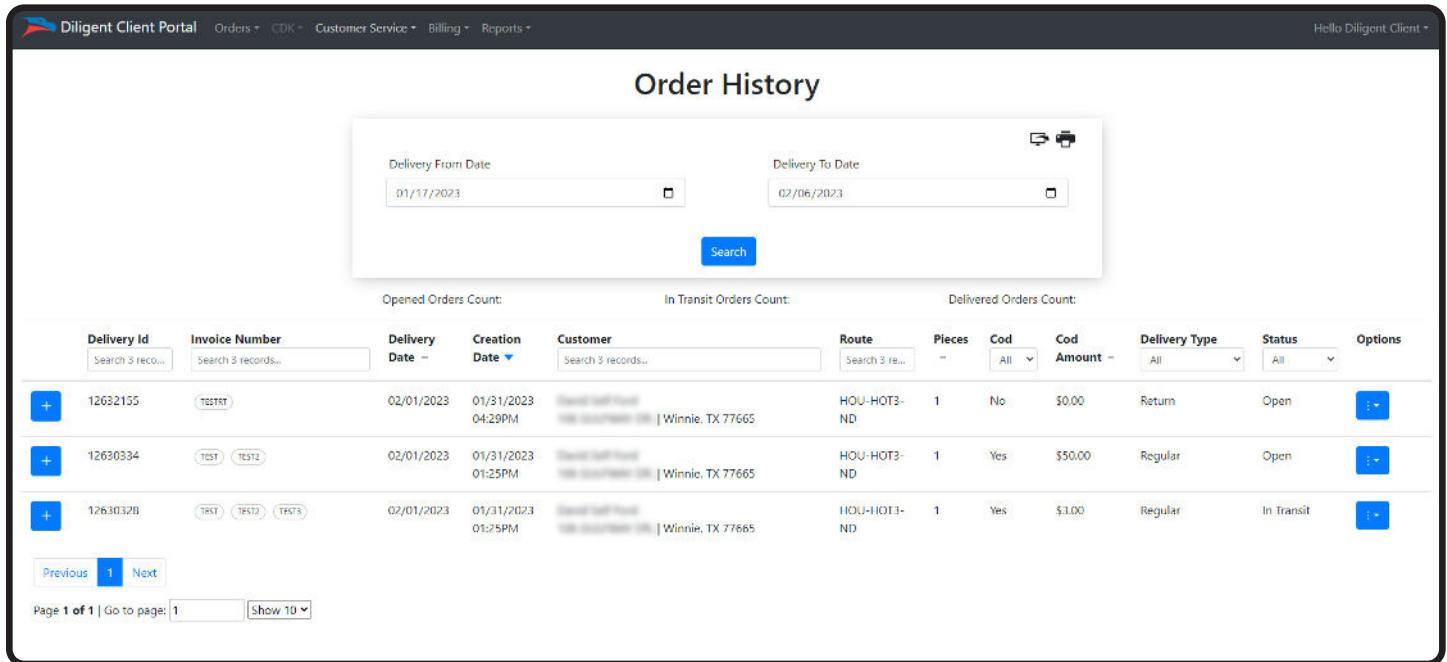 Diligent Client Portal Orders CDK Customer Service Billing Reports Hello Diligent Client
Order History
Delivery From Date Delivery To Date
01/17/2023 02/06/2023
Search
Opened Orders Count: In Transit Orders Count: Delivered Orders Count:
Delivery Id Invoice Number Delivery Date Creation Date Customer Route Pieces Cod Cod Amount Delivery Type Status Options
Search 3 reco... Search 3 records... Search 3 records... Search 3 re... All All All
12632155 TESTRT 02/01/2023 01/31/2023 HOU-HOT3- 1 No $0.00 Return Open
04:29PM | Winnie, TX 77665 ND
12630334 TEST TEST2 02/01/2023 01/31/2023 HOU-HOT3- 1 Yes $50.00 Regular Open
01:25PM | Winnie, TX 77665 ND
12630328 TEST TEST2 TEST3 02/01/2023 01/31/2023 HOU-HOT3- 1 Yes $3.00 Regular In Transit
01:25PM | Winnie, TX 77665 ND
Previous 1 Next
Page 1 of 1 | Go to page: 1 Show 10